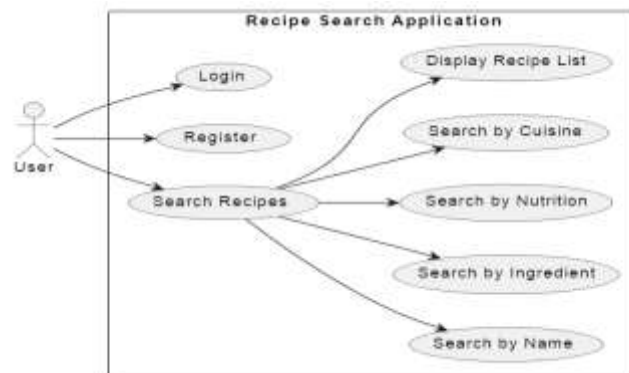 Recipe Search Application
Login
Display Recipe List
Register
Search by Cuisine
User
Search Recipes
Search by Nutrition
Search by Ingredient
Search by Name